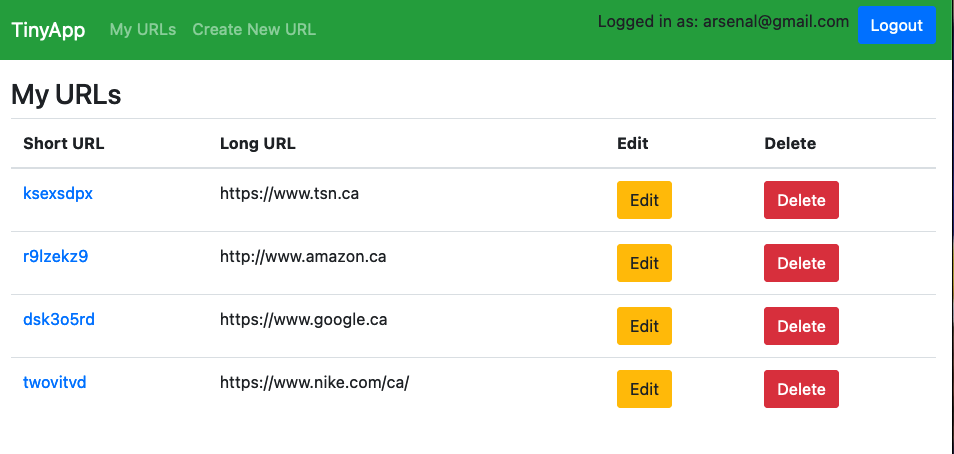 TinyApp My URLs Create New URL Logged in as: arsenal@gmail.com Logout
My URLs
Short URL Long URL Edit Delete
ksexsdpx https://www.tsn.ca Edit Delete
r9lzekz9 http://www.amazon.ca Edit Delete
dsk3o5rd https://www.google.ca Edit Delete
twovitvd https://www.nike.com/ca/ Edit Delete